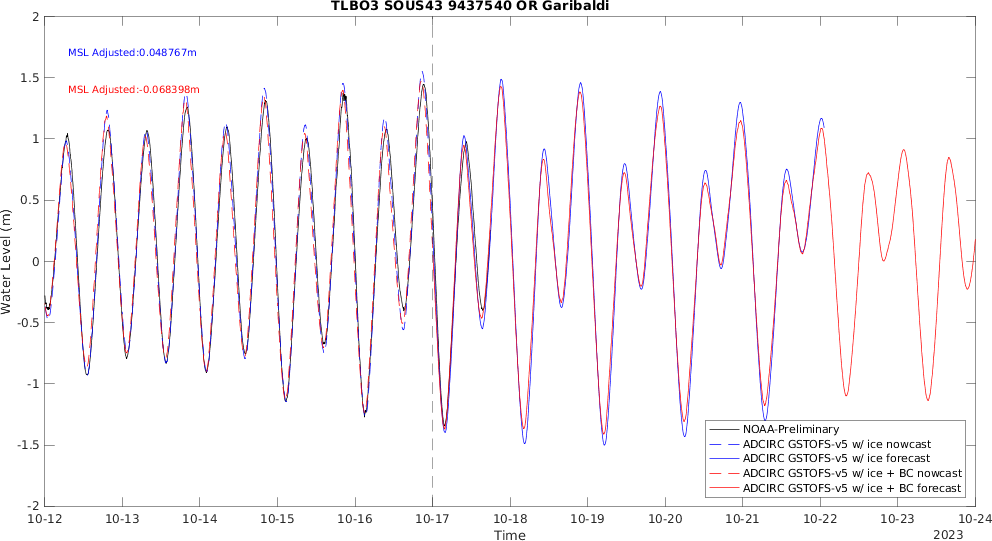 TLBO3 SOUS43 9437540 OR Garibaldi
MSL Adjusted:0.048767m
MSL Adjusted:-0.068398m
Water Level (m)
2
1.5
1
0.5
0
-0.5
-1
-1.5
-2
NOAA-Preliminary
ADCIRC GSTOFS-v5 w/ ice nowcast
ADCIRC GSTOFS-v5 w/ ice forecast
ADCIRC GSTOFS-v5 w/ ice + BC nowcast
ADCIRC GSTOFS-v5 w/ ice + BC forecast
10-12 10-13 10-14 10-15 10-16 10-17 10-18 10-19 10-20 10-21 10-22 10-23 10-24
Time
2023